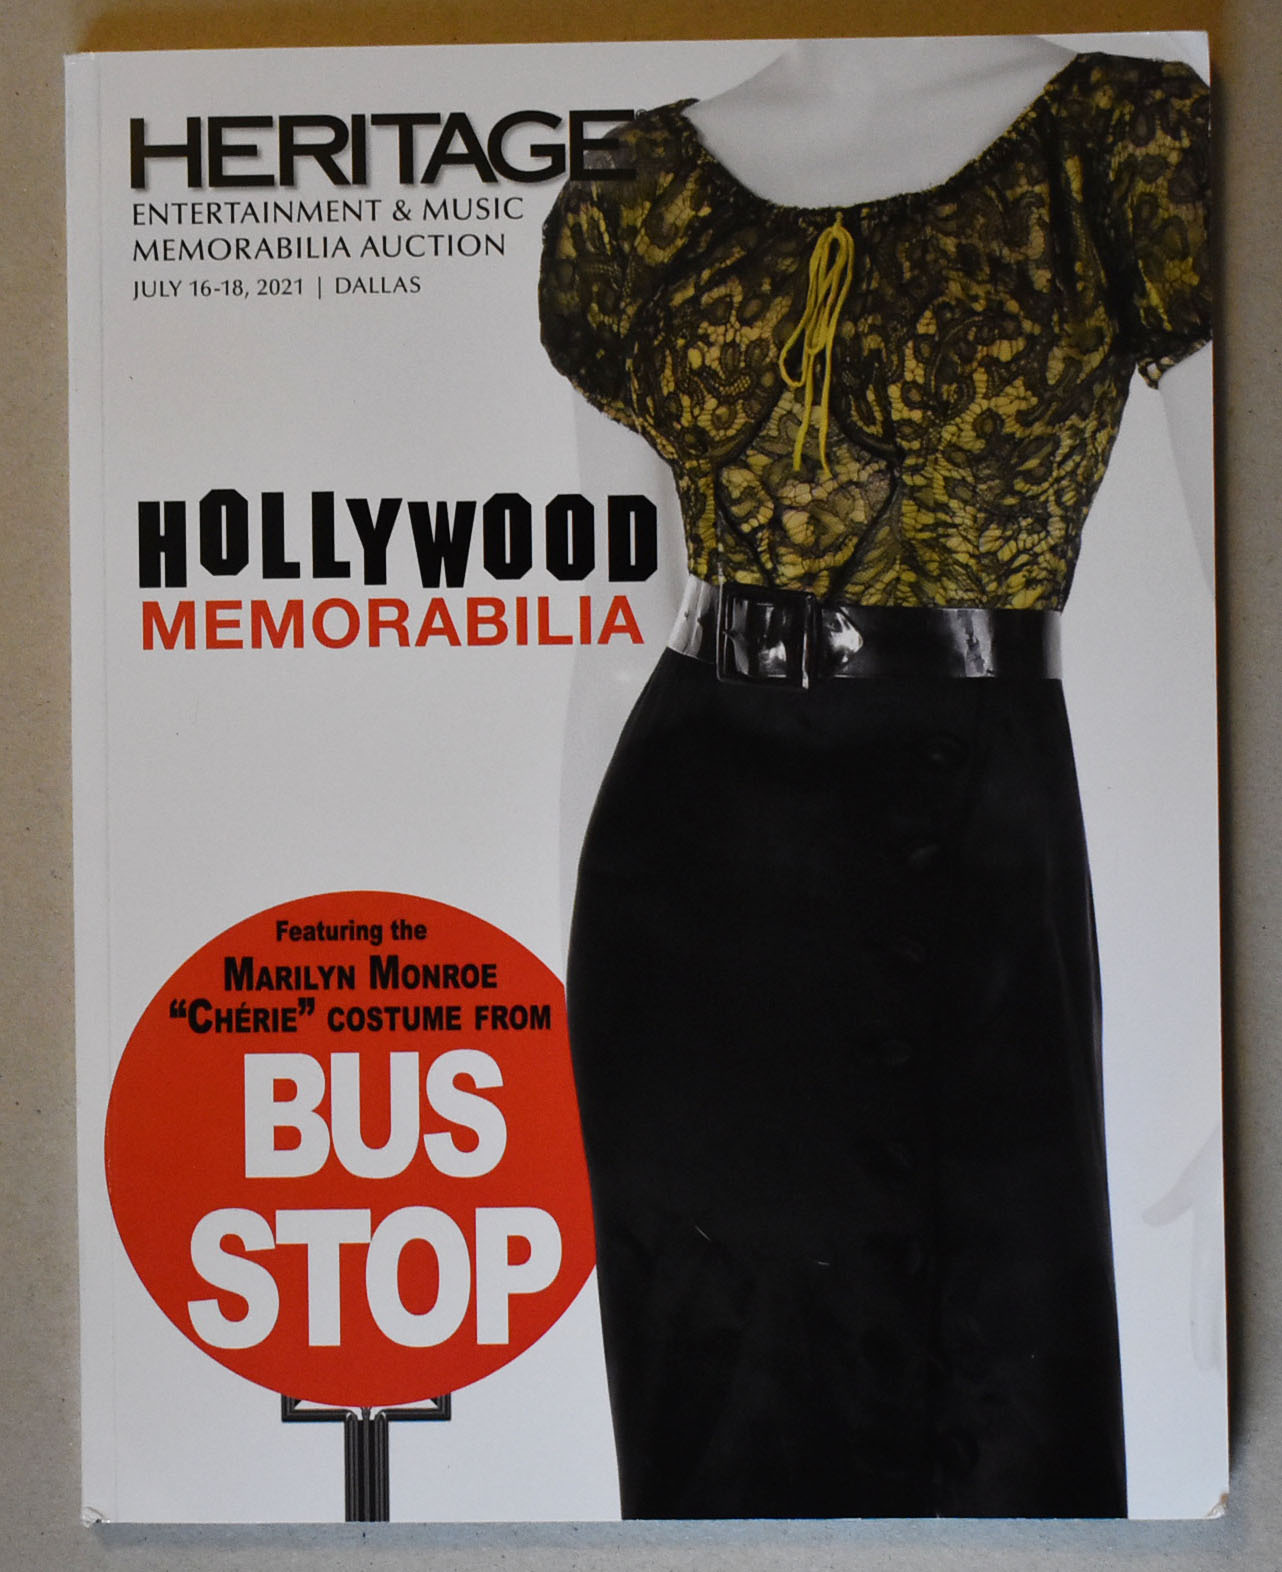 HERITAGE
ENTERTAINMENT & MUSIC
MEMORABILIA AUCTION
JULY 16-18, 2021 | DALLAS
HOLLYWOOD
MEMORABILIA
Featuring the
MARILYN MONROE
“CHÉRIE” COSTUME FROM
BUS
STOP